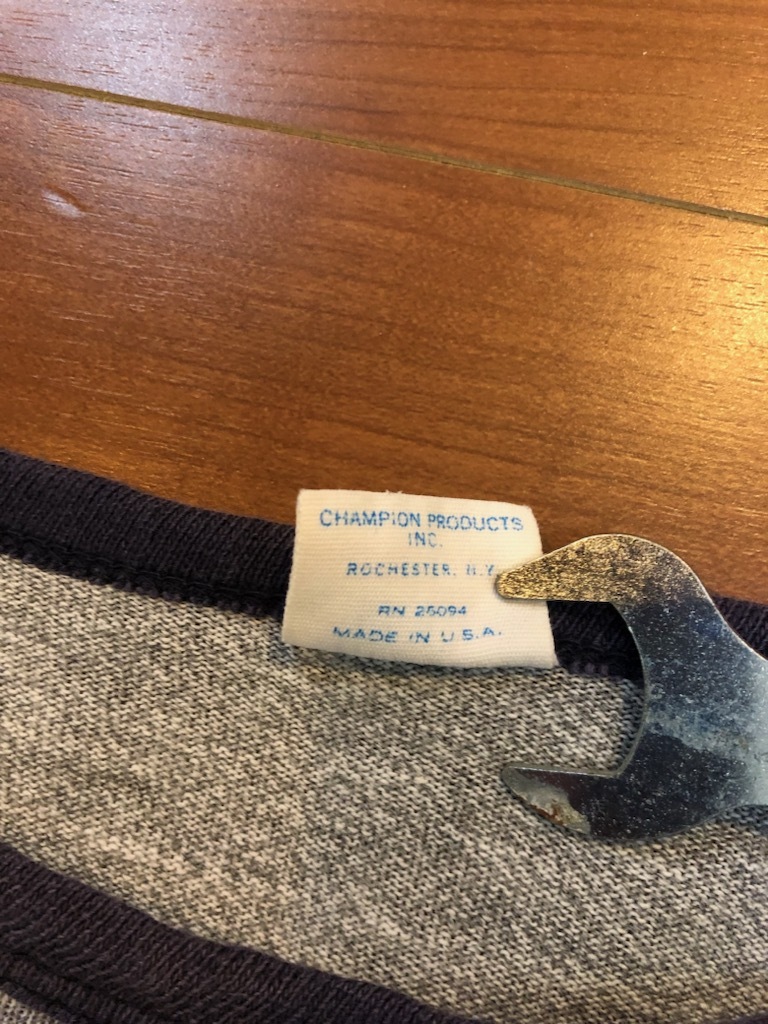 CHAMPION PRODUCTS
INC.
ROCHESTER, N.Y.
RN 26094
MADE IN U.S.A.